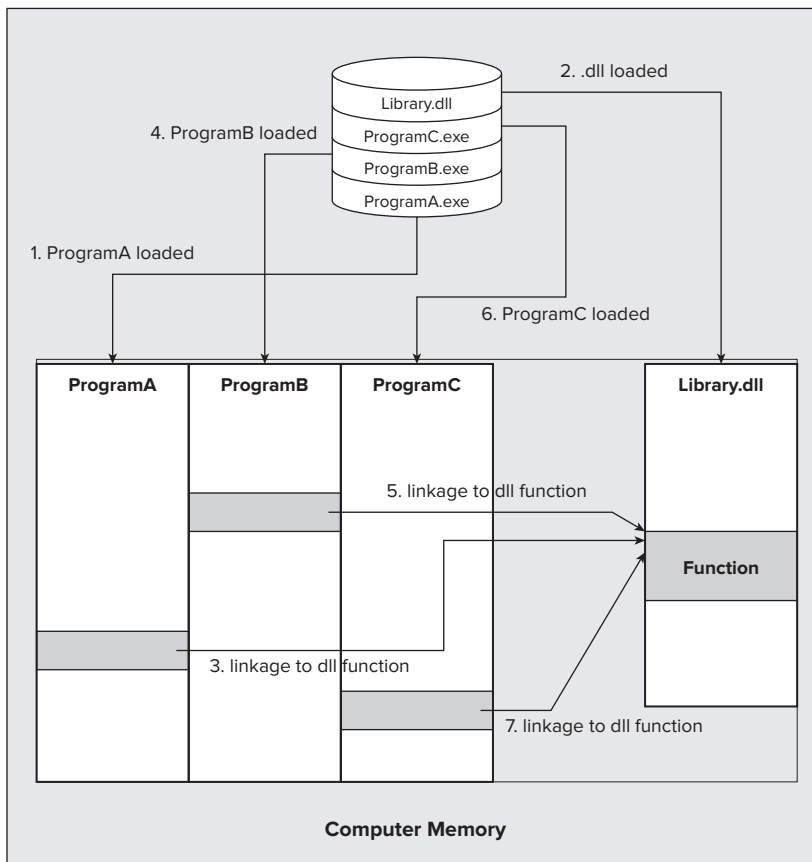 2. .dll loaded
Library.dll
4. ProgramB loaded
ProgramC.exe
ProgramB.exe
ProgramA.exe
1. ProgramA loaded
6. ProgramC loaded
ProgramA
ProgramB
ProgramC
Library.dll
5. linkage to dll function
Function
3. linkage to dll function
7. linkage to dll function
Computer Memory